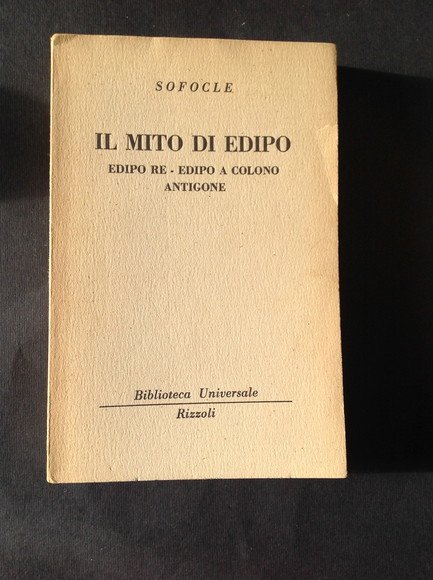 SOFOCLE
IL MITO DI EDIPO
EDIPO RE - EDIPO A COLONO
ANTIGONE
Biblioteca Universale
Rizzoli